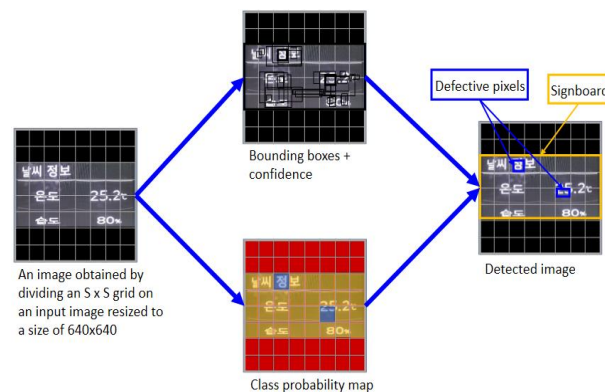 Defective pixels
Signboard
Bounding boxes +
confidence
날씨 정보
온도 25.2℃
습도 80%
An image obtained by
dividing an S x S grid on
an input image resized to
a size of 640x640
날씨 정보
온도 25.2℃
습도 80%
Class probability map
날씨 정보
온도 25.2℃
습도 80%
Detected image